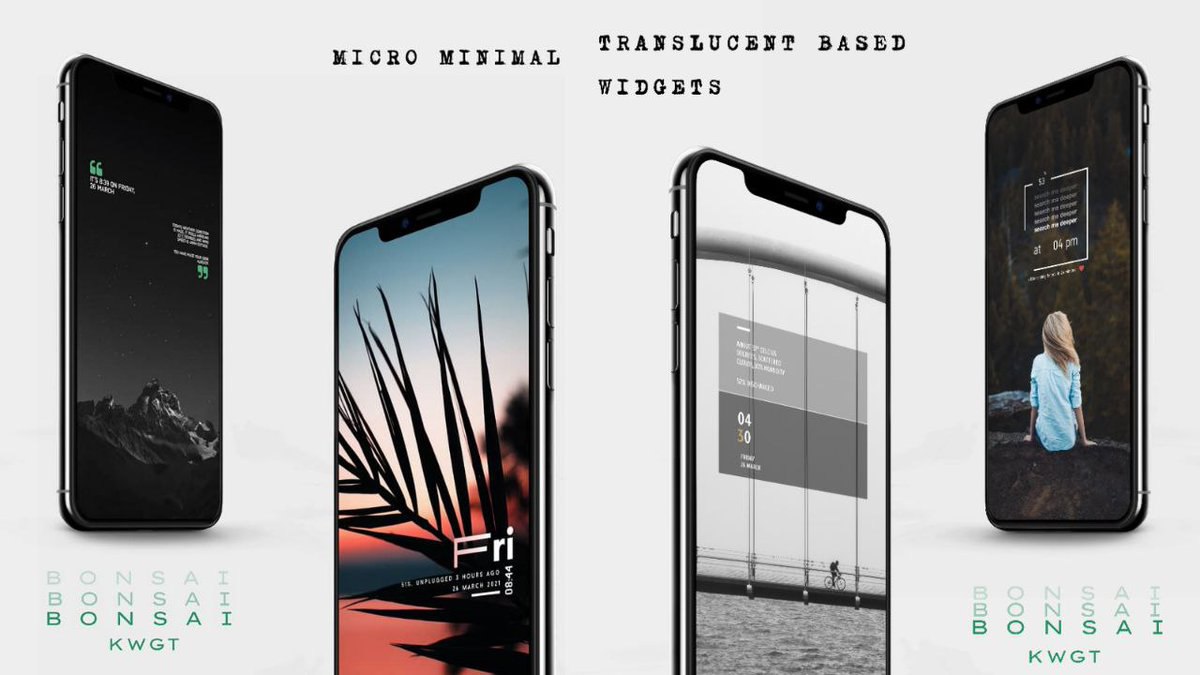 MICRO MINIMAL
TRANSLUCENT BASED
WIDGETS
IT'S 8:39 ON FRIDAY,
26 MARCH
Fri
51%. UNPLUGGED 3 HOURS AGO
26 MARCH 2021
08:44
04
30
FRIDAY
26 MARCH
53
search me deeper
search me deeper
search me deeper
search me deeper
at 04 pm
BONSAI
BONSAI
BONSAI
KWGT
BONSAI
BONSAI
BONSAI
KWGT